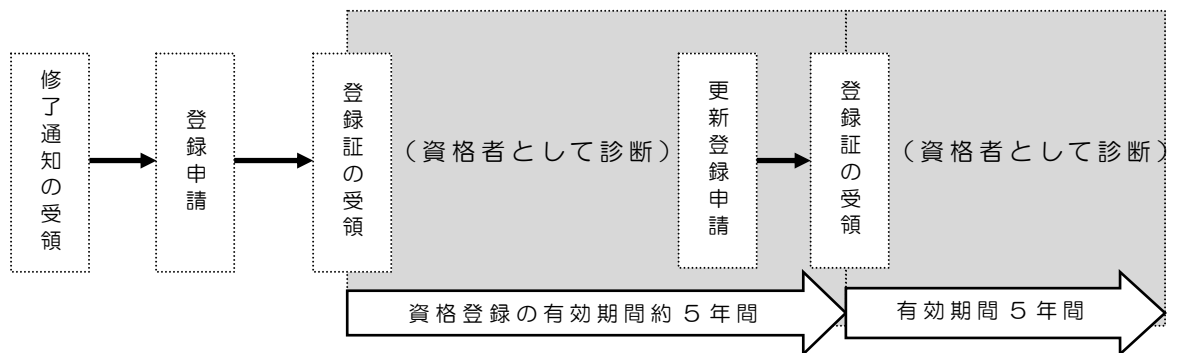 修了通知の受領
登録申請
登録証の受領
（資格者として診断）
更新登録申請
登録証の受領
（資格者として診断）
資格登録の有効期間約５年間
有効期間５年間